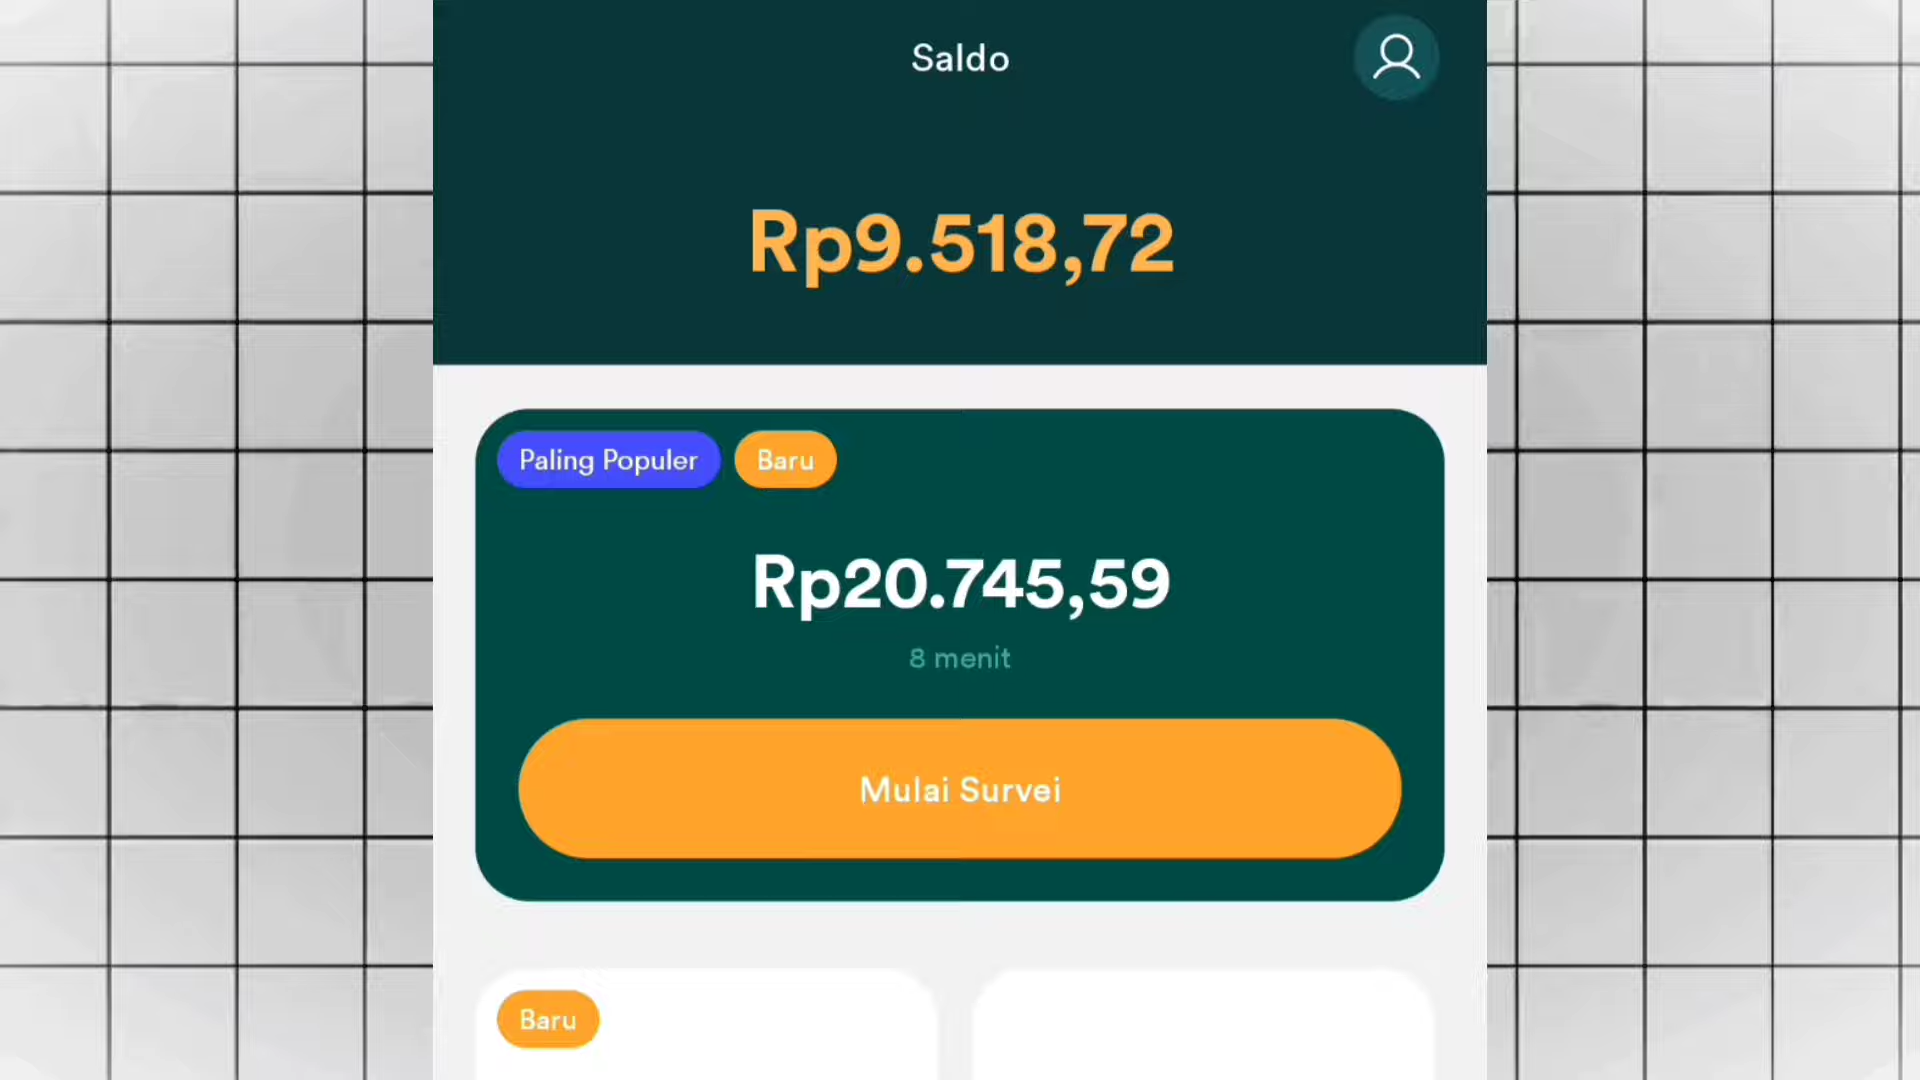 Saldo
Rp9.518,72
Paling Populer
Baru
Rp20.745,59
8 menit
Mulai Survei
Baru